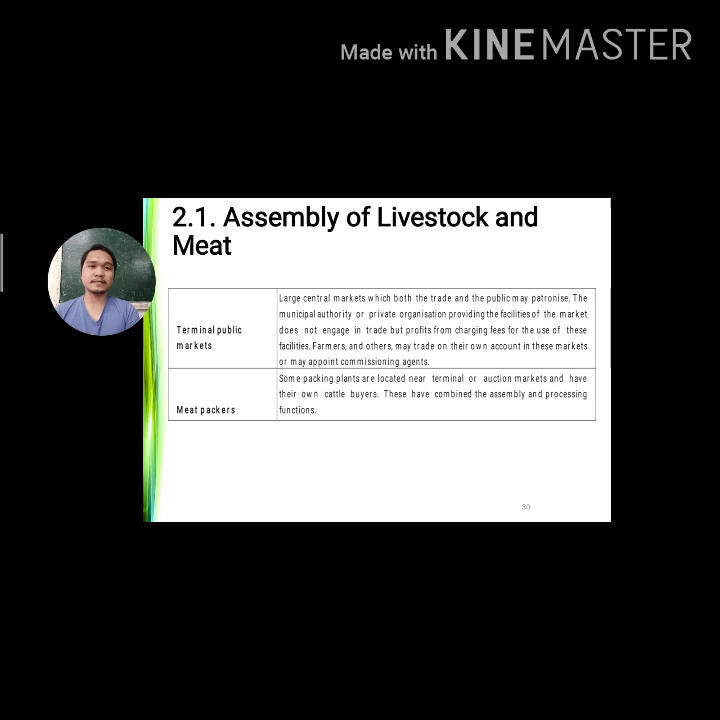 Made with KINEMASTER
2.1. Assembly of Livestock and
Meat
Terminal public
markets
Large central markets which both the trade and the public may patronise. The
municipal authority or private organisation providing the facilities of the market
does not engage in trade but profits from charging fees for the use of these
facilities. Farmers, and others, may trade on their own account in these markets
or may appoint commissioning agents.
Meat packers
Some packing plants are located near terminal or auction markets and have
their own cattle buyers. These have combined the assembly and processing
functions.
30